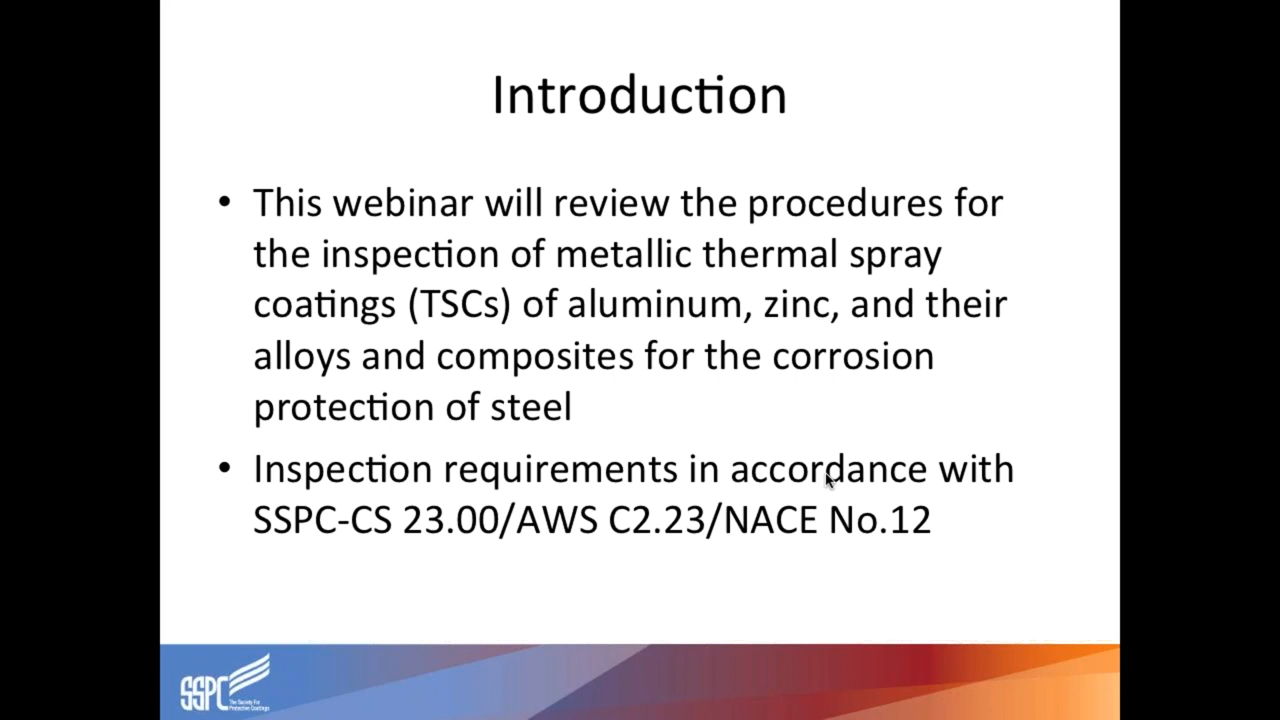 Introduction
• This webinar will review the procedures for
the inspection of metallic thermal spray
coatings (TSCs) of aluminum, zinc, and their
alloys and composites for the corrosion
protection of steel
• Inspection requirements in accordance with
SSPC-CS 23.00/AWS C2.23/NACE No.12
SSPC
The Society For
Protective Coatings